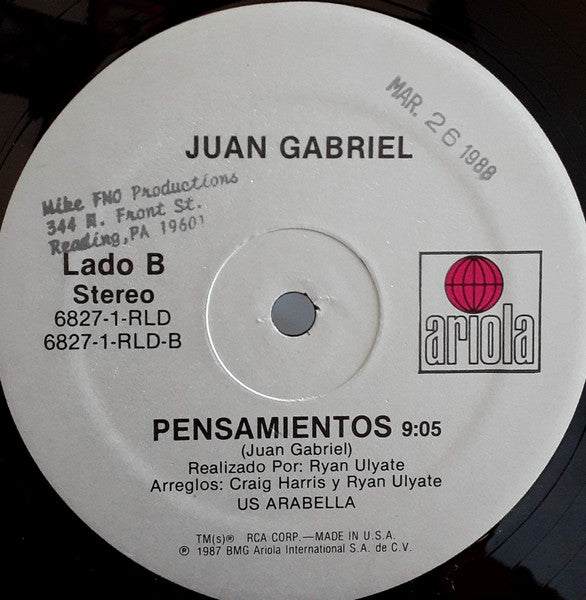 MAR. 26 1988
JUAN GABRIEL
Mike FNO Productions
344 N. Front St.
Reading, PA 19601
Lado B
Stereo
6827-1-RLD
6827-1-RLD-B
ariola
PENSAMIENTOS 9:05
(Juan Gabriel)
Realizado Por: Ryan Ulyate
Arreglos: Craig Harris y Ryan Ulyate
US ARABELLA
TM(s)® RCA CORP.—MADE IN U.S.A.
℗ 1987 BMG Ariola International S.A. de C.V.